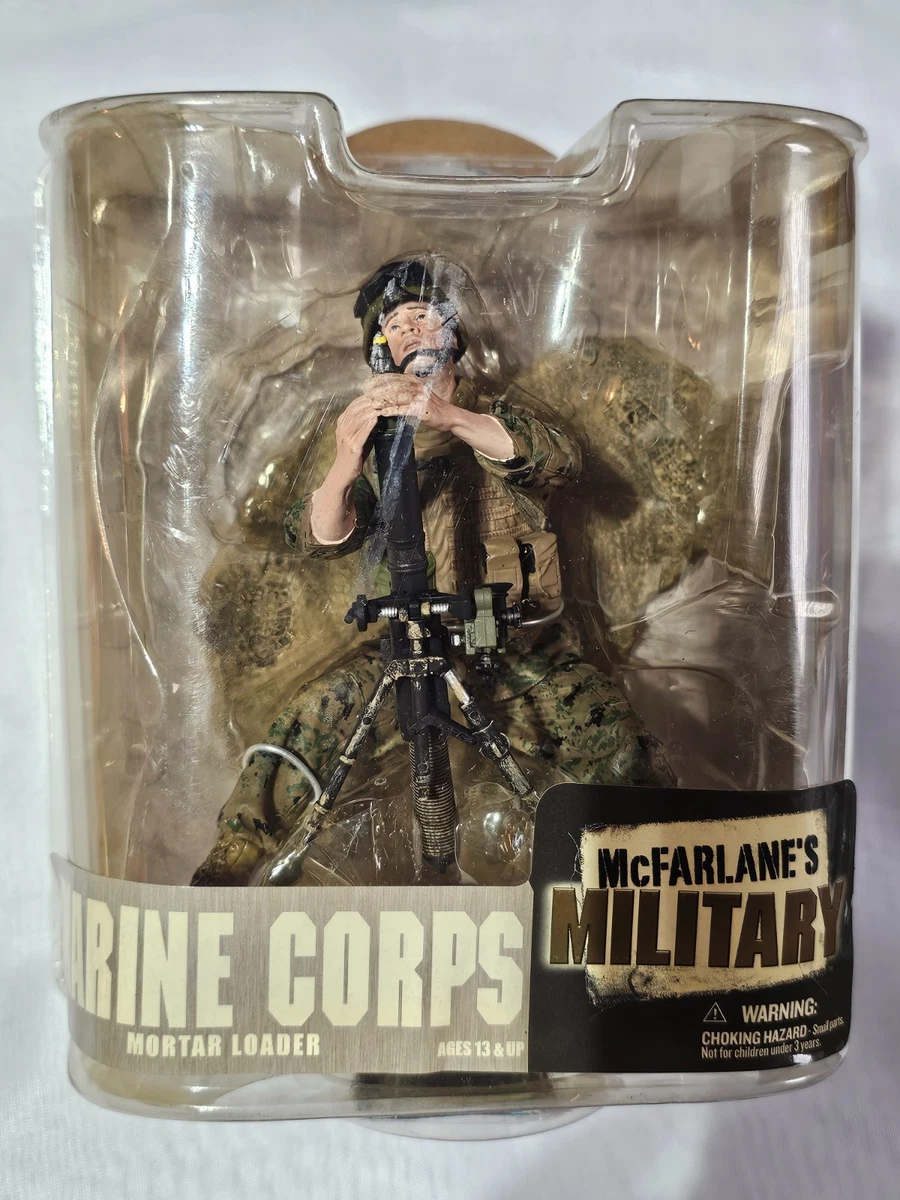 ARINE CORPS
MORTAR LOADER
AGES 13 & UP
McFARLANE'S
MILITARY
WARNING:
CHOKING HAZARD - Small parts.
Not for children under 3 years.